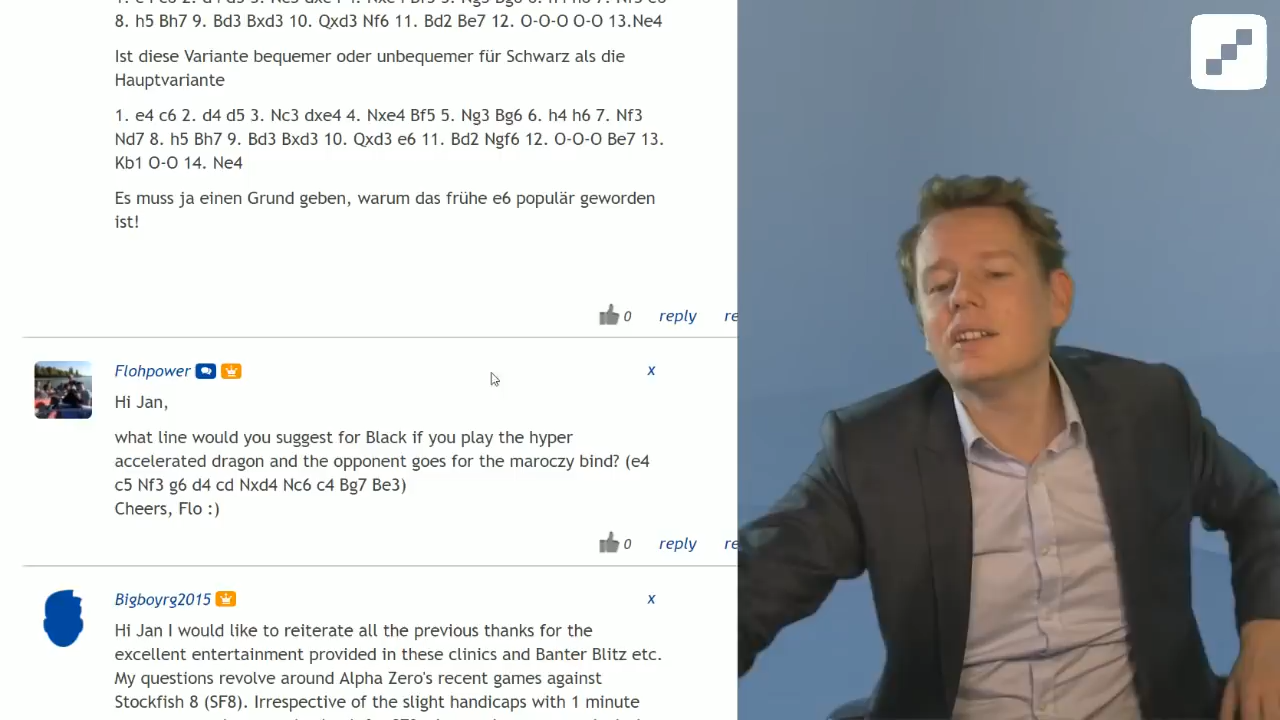 8. h5 Bh7 9. Bd3 Bxd3 10. Qxd3 Nf6 11. Bd2 Be7 12. O-O-O O-O 13.Ne4
Ist diese Variante bequemer oder unbequemer für Schwarz als die
Hauptvariante
1. e4 c6 2. d4 d5 3. Nc3 dxe4 4. Nxe4 Bf5 5. Ng3 Bg6 6. h4 h6 7. Nf3
Nd7 8. h5 Bh7 9. Bd3 Bxd3 10. Qxd3 e6 11. Bd2 Ngf6 12. O-O-O Be7 13.
Kb1 O-O 14. Ne4
Es muss ja einen Grund geben, warum das frühe e6 populär geworden
ist!
0 reply re
Flohpower x
Hi Jan,
what line would you suggest for Black if you play the hyper
accelerated dragon and the opponent goes for the maroczy bind? (e4
c5 Nf3 g6 d4 cd Nxd4 Nc6 c4 Bg7 Be3)
Cheers, Flo :)
0 reply re
Bigboyrg2015 x
Hi Jan I would like to reiterate all the previous thanks for the
excellent entertainment provided in these clinics and Banter Blitz etc.
My questions revolve around Alpha Zero's recent games against
Stockfish 8 (SF8). Irrespective of the slight handicaps with 1 minute